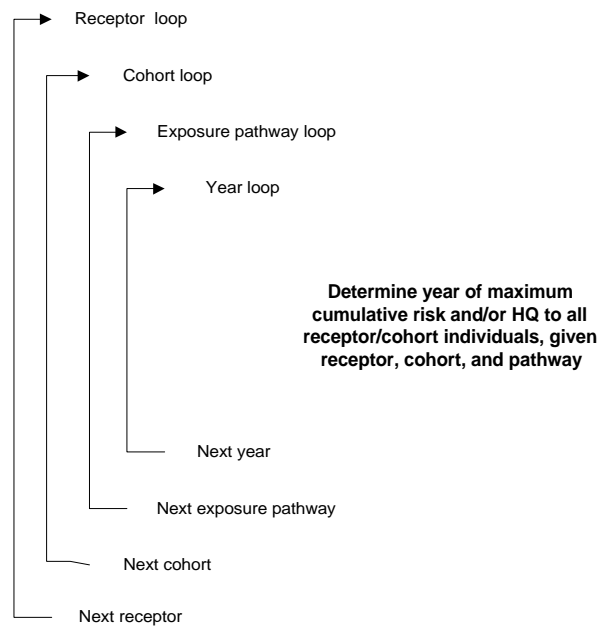 Receptor loop
Cohort loop
Exposure pathway loop
Year loop
Determine year of maximum
cumulative risk and/or HQ to all
receptor/cohort individuals, given
receptor, cohort, and pathway
Next year
Next exposure pathway
Next cohort
Next receptor